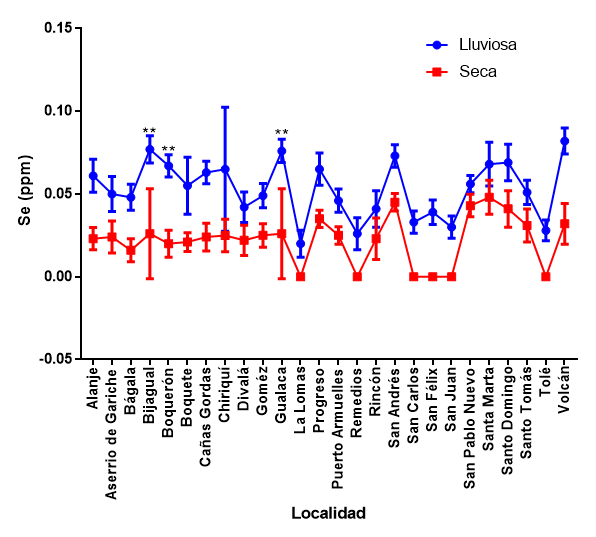 0.15
0.10
0.05
0.00
-0.05
Se (ppm)
Lluviosa
Seca
**
**
**
Alanje
Aserrio de Gariche
Bágala
Bijagual
Boquerón
Boquete
Cañas Gordas
Chiriquí
Divalá
Goméz
Gualaca
La Lomas
Progreso
Puerto Armuelles
Remedios
Rincón
San Andrés
San Carlos
San Félix
San Juan
San Pablo Nuevo
Santa Marta
Santo Domingo
Santo Tomás
Tolé
Volcán
Localidad